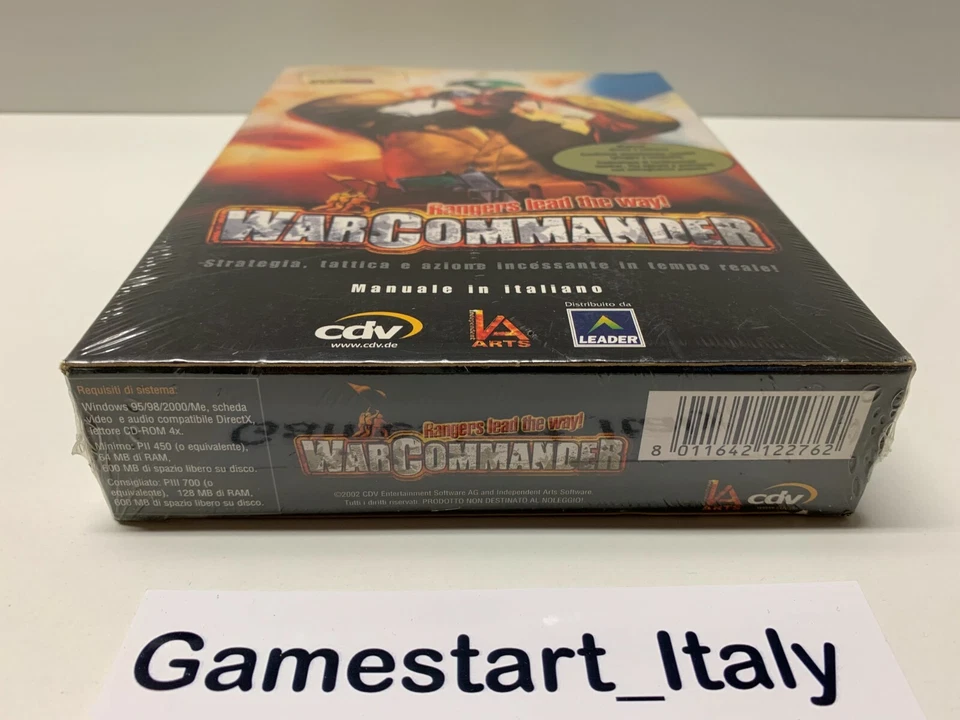 Rangers lead the way!
WARCOMMANDER
Strategia, tattica e azione incessante in tempo reale!
Manuale in italiano
cdv
www.cdv.de
Independent
ARTS
Distribuito da
LEADER
Requisiti di sistema:
Windows 95/98/2000/Me, scheda
video e audio compatibile DirectX,
lettore CD-ROM 4x.
Minimo: PII 450 (o equivalente),
64 MB di RAM,
600 MB di spazio libero su disco.
Consigliato: PIII 700 (o
equivalente), 128 MB di RAM,
608 MB di spazio libero su disco.
Rangers lead the way!
WARCOMMANDER
©2002 CDV Entertainment Software AG and Independent Arts Software.
Tutti i diritti riservati. PRODOTTO NON DESTINATO AL NOLEGGIO!
8 011642 122762
ARTS
cdv
Gamestart_Italy